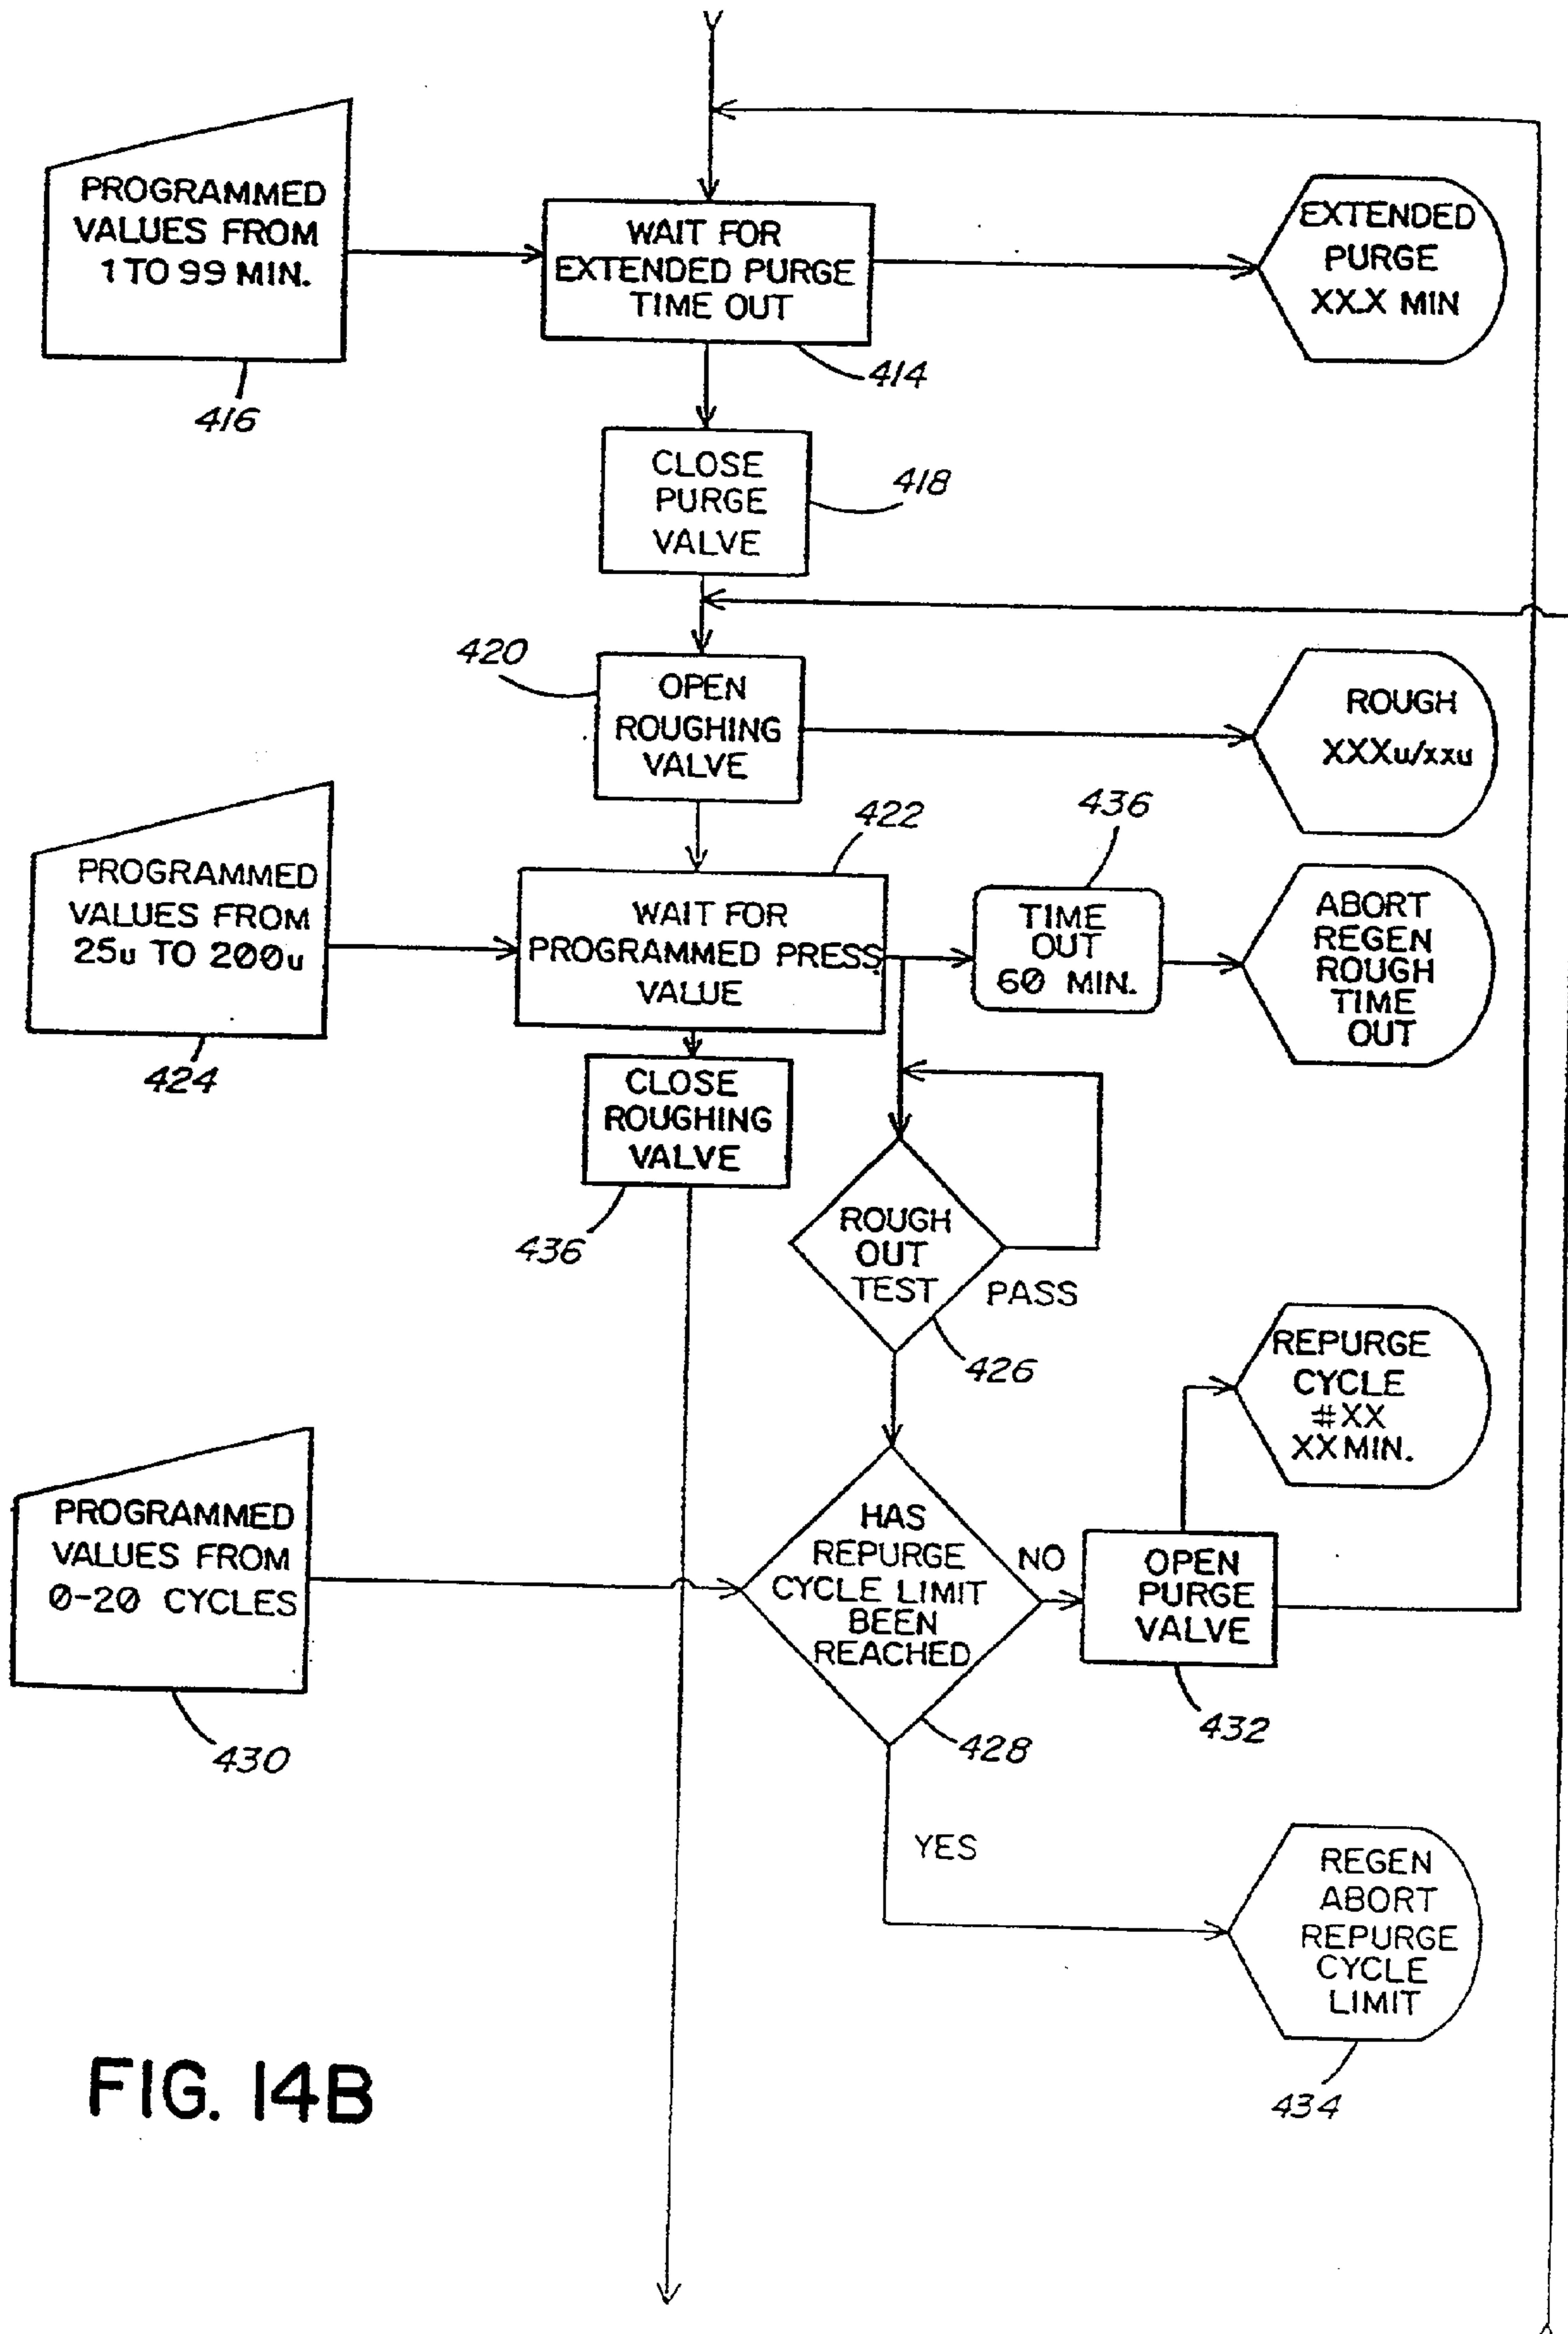 PROGRAMMED
VALUES FROM
1 TO 99 MIN.
416
WAIT FOR
EXTENDED PURGE
TIME OUT
414
EXTENDED
PURGE
XX.X MIN
CLOSE
PURGE
VALVE
418
420
OPEN
ROUGHING
VALVE
ROUGH
XXXu/xxu
PROGRAMMED
VALUES FROM
25u TO 200u
424
422
WAIT FOR
PROGRAMMED PRESS.
VALUE
436
TIME
OUT
60 MIN.
ABORT
REGEN
ROUGH
TIME
OUT
CLOSE
ROUGHING
VALVE
436
ROUGH
OUT
TEST
PASS
426
REPURGE
CYCLE
#XX
XX MIN.
PROGRAMMED
VALUES FROM
0-20 CYCLES
430
HAS
REPURGE
CYCLE LIMIT
BEEN
REACHED
428
NO
OPEN
PURGE
VALVE
432
YES
REGEN
ABORT
REPURGE
CYCLE
LIMIT
434
FIG. 14B